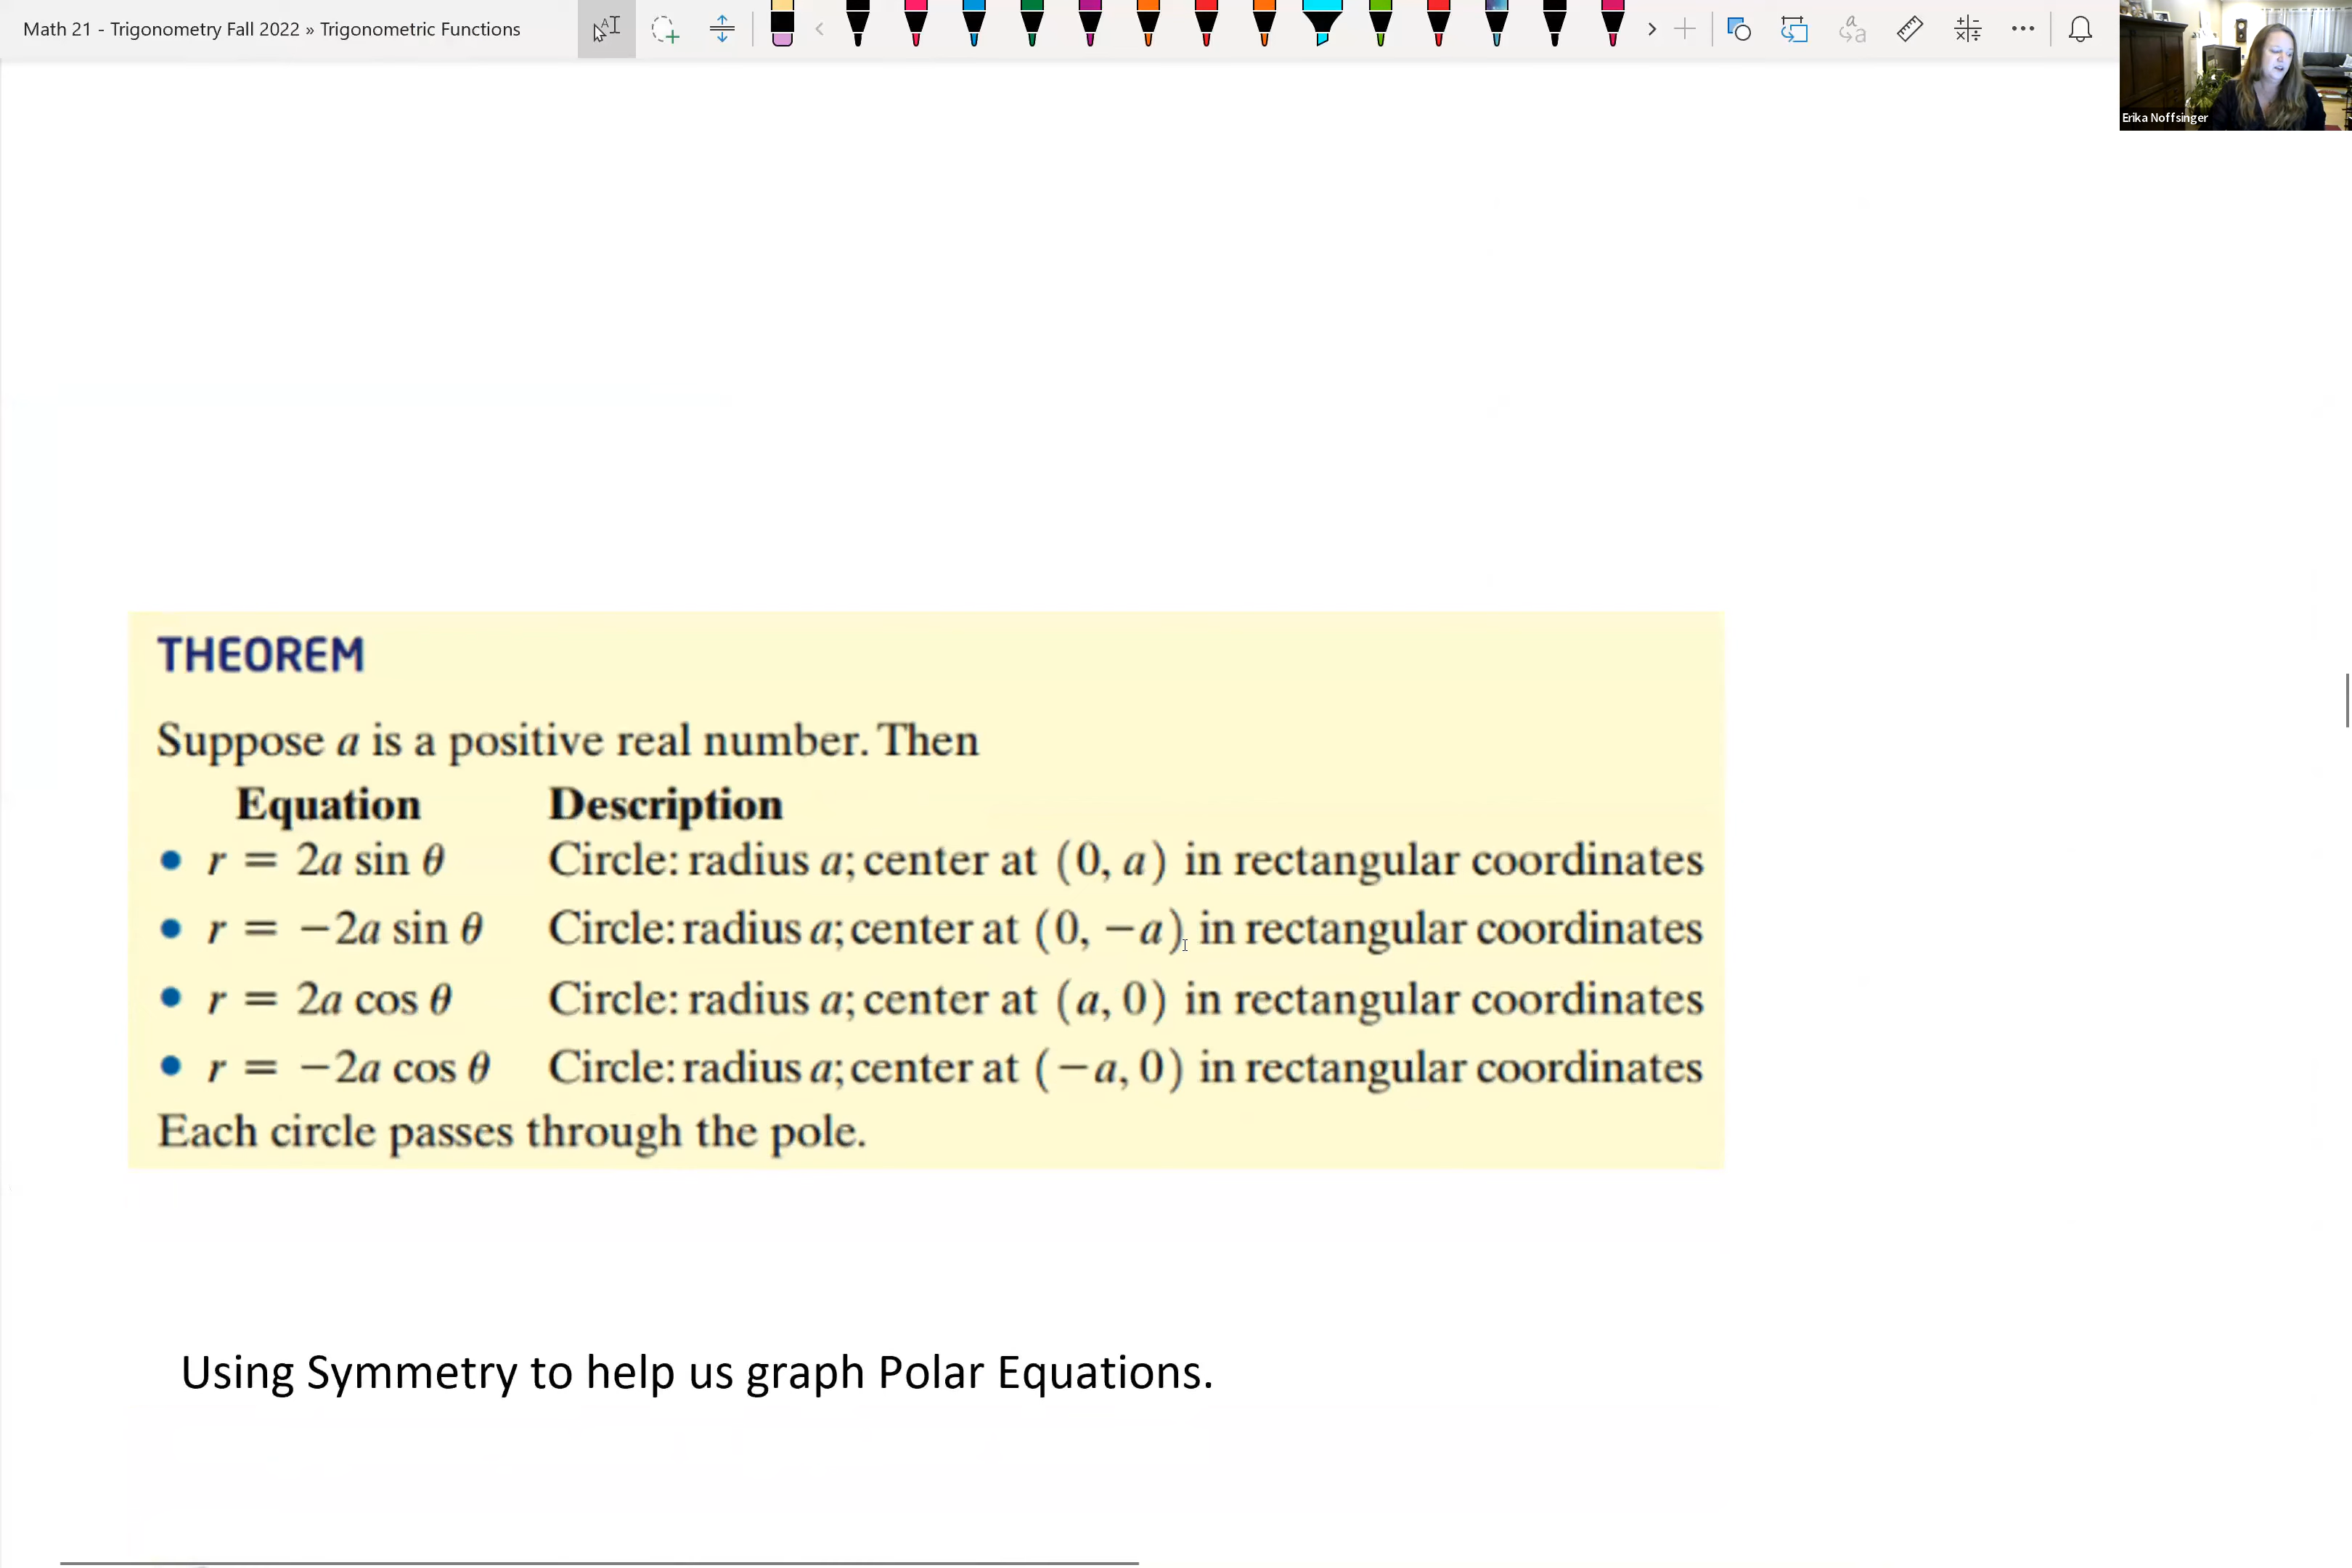 Math 21 - Trigonometry Fall 2022 » Trigonometric Functions
Erika Noffsinger
THEOREM
Suppose a is a positive real number. Then
Equation Description
• r = 2a sin θ Circle: radius a; center at (0, a) in rectangular coordinates
• r = −2a sin θ Circle: radius a; center at (0, −a) in rectangular coordinates
• r = 2a cos θ Circle: radius a; center at (a, 0) in rectangular coordinates
• r = −2a cos θ Circle: radius a; center at (−a, 0) in rectangular coordinates
Each circle passes through the pole.
Using Symmetry to help us graph Polar Equations.